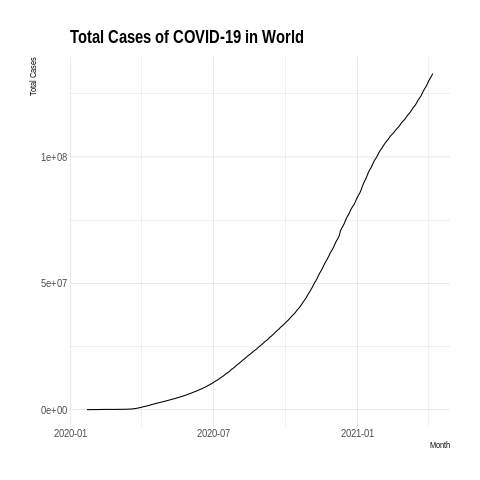 Total Cases of COVID-19 in World
Total Cases
1e+08
5e+07
0e+00
2020-01 2020-07 2021-01
Month